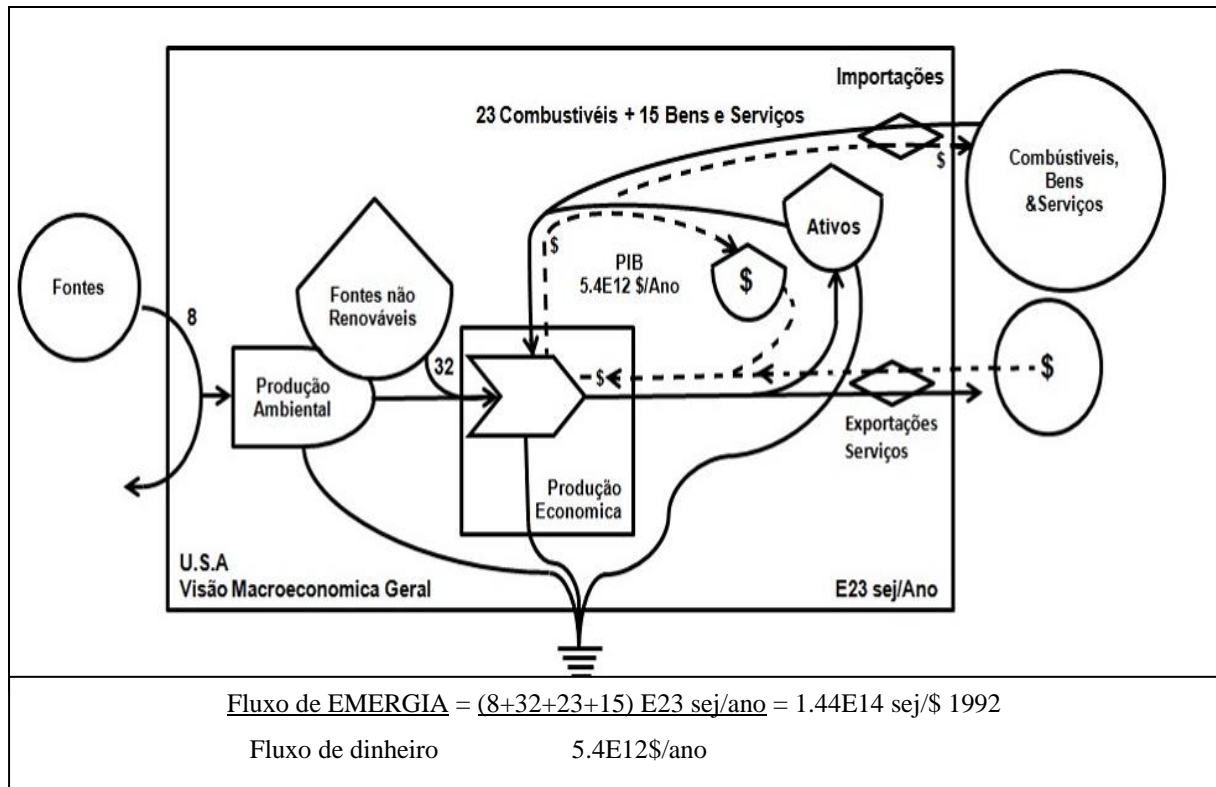 Importações
23 Combustivéis + 15 Bens e Serviços
$
Combústiveis,
Bens
&Serviços
Ativos
Fontes
8
Fontes não
Renováveis
$
PIB
5.4E12 $/Ano
$
32
Produção
Ambiental
$
$
Exportações
Serviços
Produção
Economica
U.S.A
Visão Macroeconomica Geral
E23 sej/Ano
Fluxo de EMERGIA = (8+32+23+15) E23 sej/ano = 1.44E14 sej/$ 1992
Fluxo de dinheiro 5.4E12$/ano